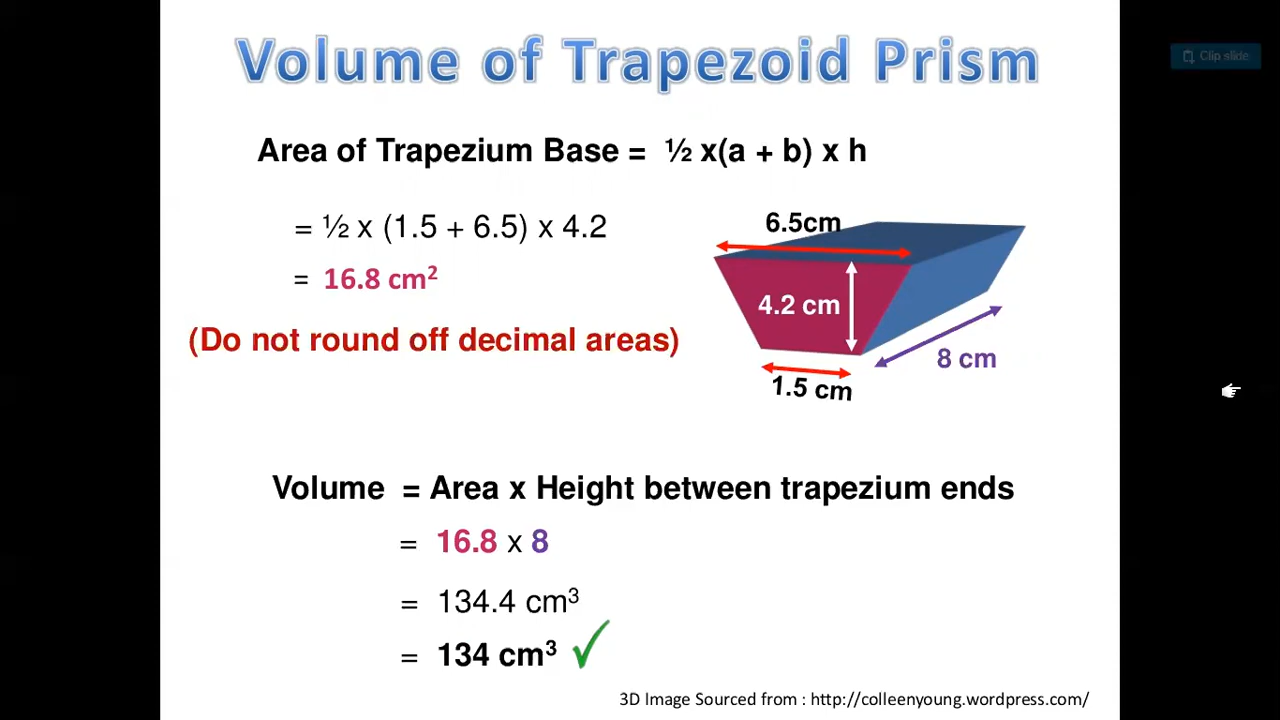 Volume of Trapezoid Prism
Clip slide
Area of Trapezium Base = ½ x(a + b) x h
= ½ x (1.5 + 6.5) x 4.2
6.5cm
= 16.8 cm²
4.2 cm
(Do not round off decimal areas)
8 cm
1.5 cm
Volume = Area x Height between trapezium ends
= 16.8 x 8
= 134.4 cm³
= 134 cm³ ✓
3D Image Sourced from : http://colleenyoung.wordpress.com/